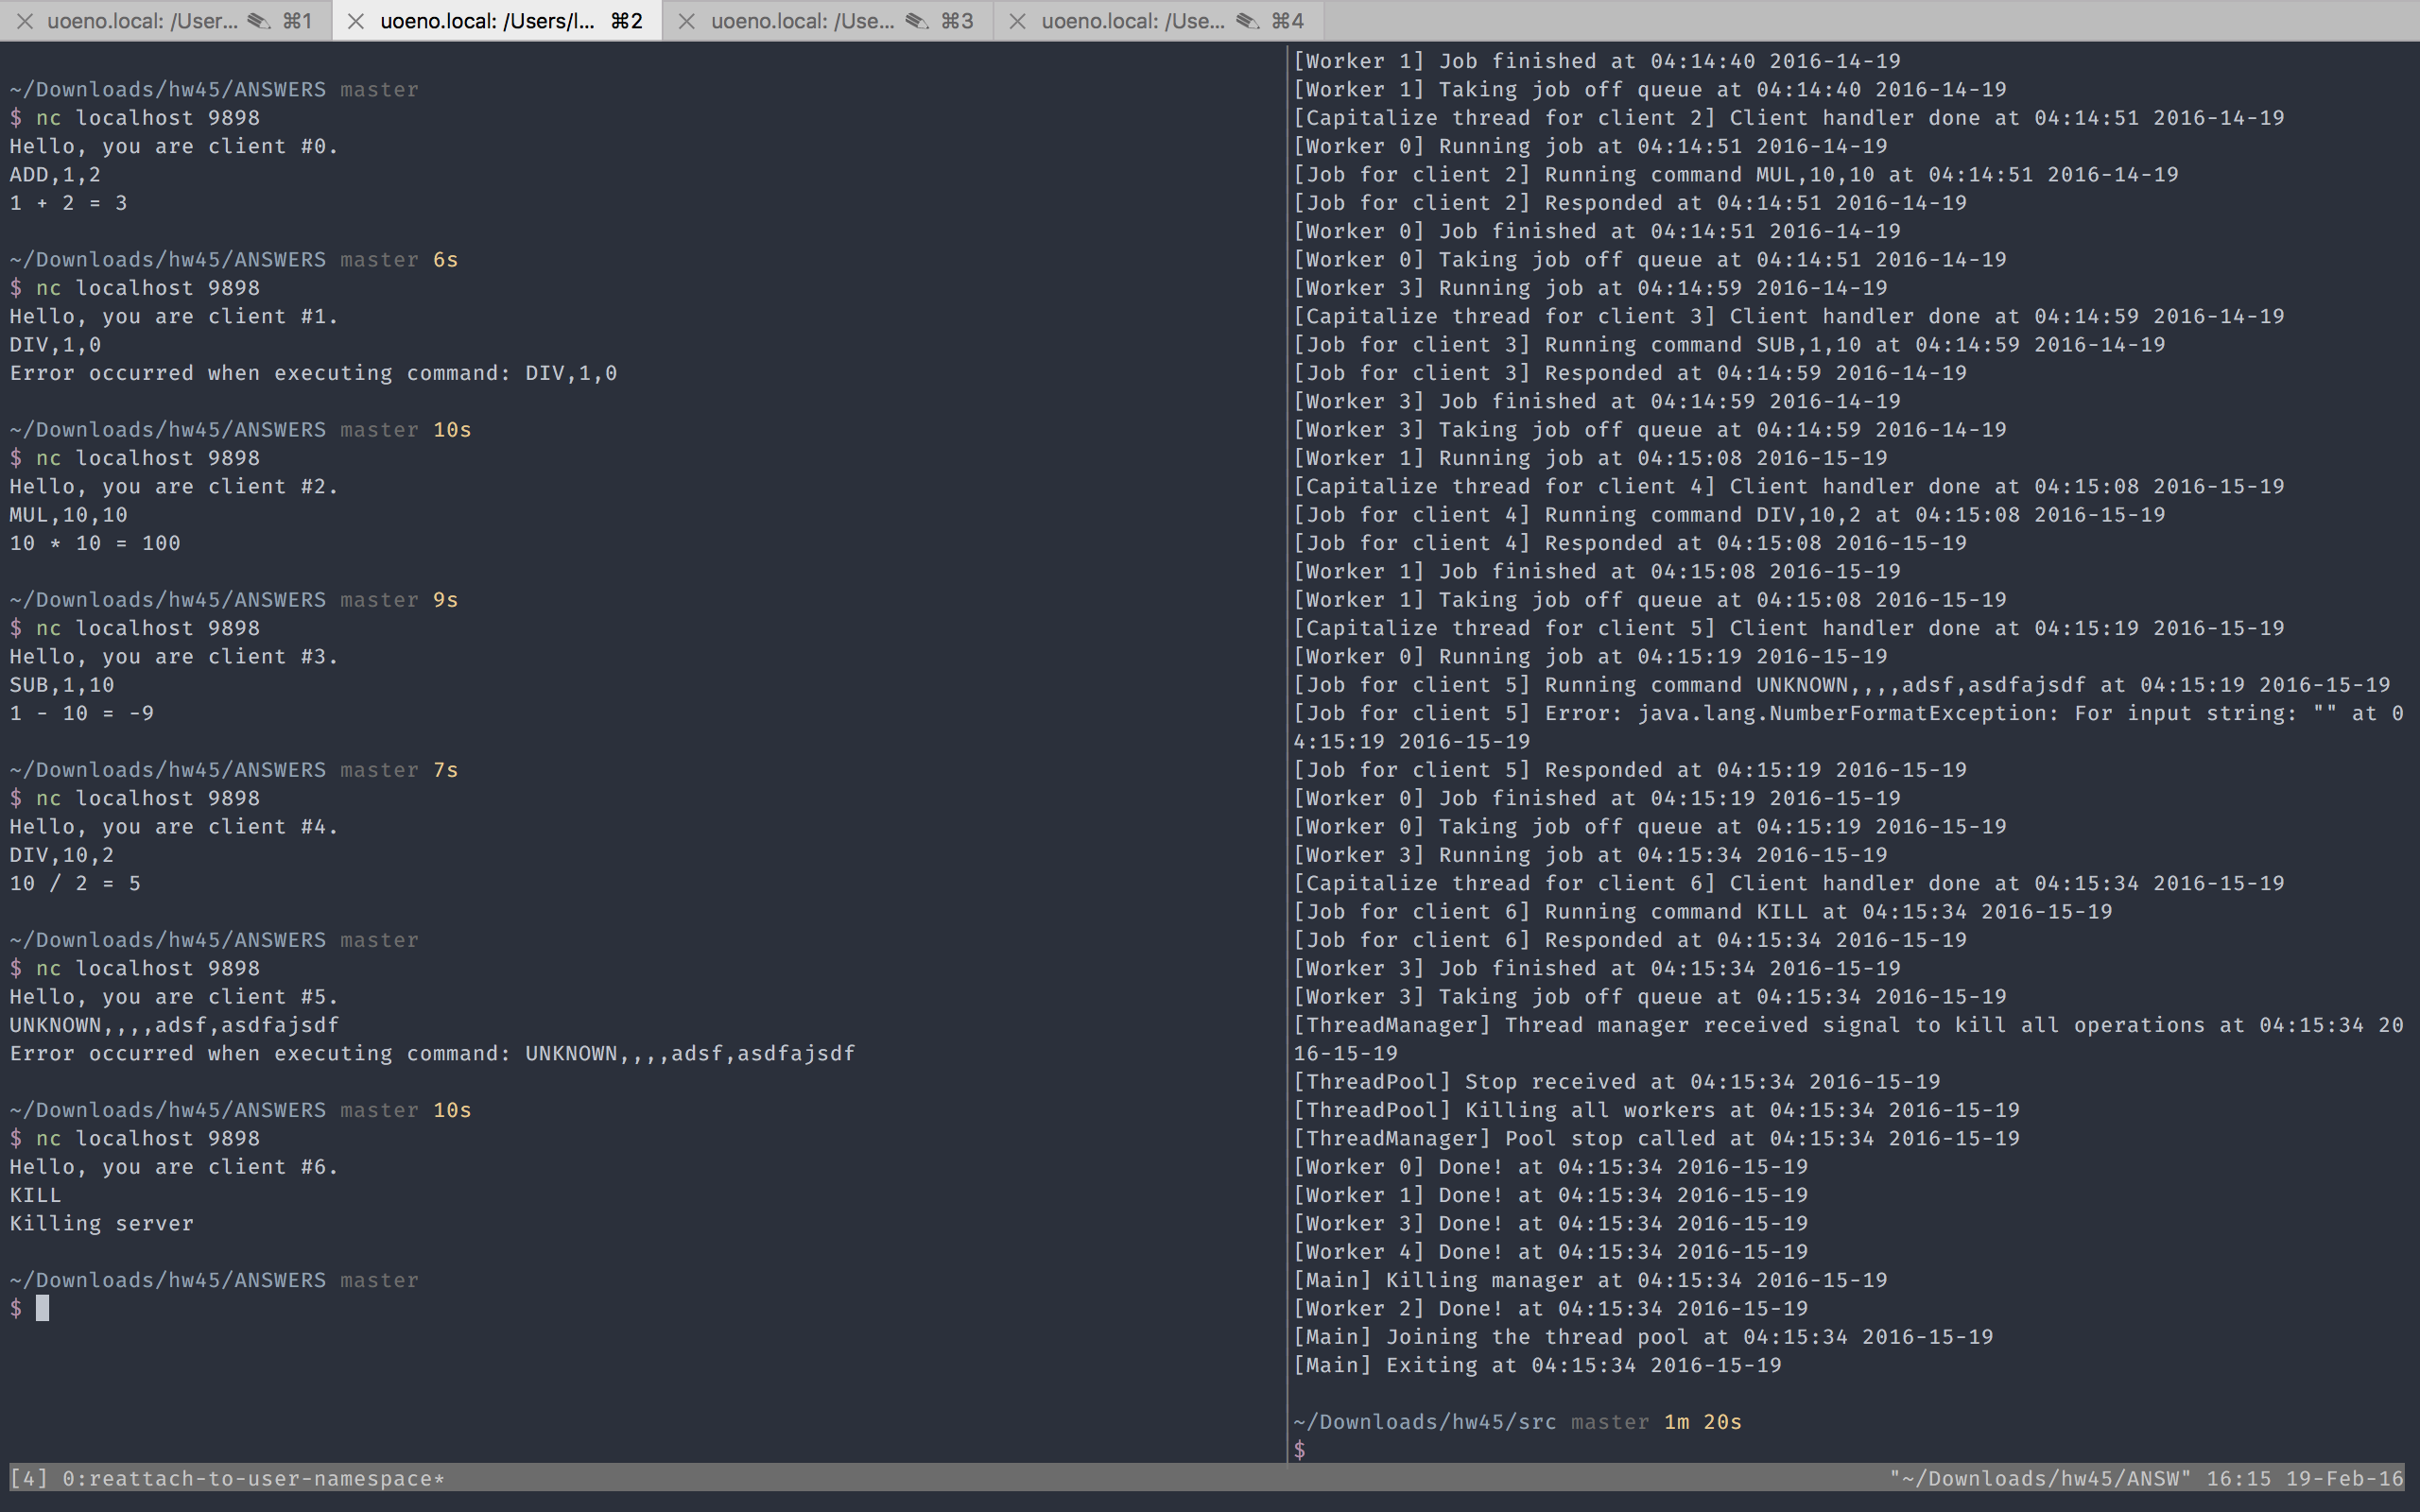 uoeno.local: /User... ⌘1
uoeno.local: /Users/l... ⌘2
uoeno.local: /Use... ⌘3
uoeno.local: /Use... ⌘4
~/Downloads/hw45/ANSWERS master
$ nc localhost 9898
Hello, you are client #0.
ADD,1,2
1 + 2 = 3
~/Downloads/hw45/ANSWERS master 6s
$ nc localhost 9898
Hello, you are client #1.
DIV,1,0
Error occurred when executing command: DIV,1,0
~/Downloads/hw45/ANSWERS master 10s
$ nc localhost 9898
Hello, you are client #2.
MUL,10,10
10 * 10 = 100
~/Downloads/hw45/ANSWERS master 9s
$ nc localhost 9898
Hello, you are client #3.
SUB,1,10
1 - 10 = -9
~/Downloads/hw45/ANSWERS master 7s
$ nc localhost 9898
Hello, you are client #4.
DIV,10,2
10 / 2 = 5
~/Downloads/hw45/ANSWERS master
$ nc localhost 9898
Hello, you are client #5.
UNKNOWN,,,,adsf,asdfajsdf
Error occurred when executing command: UNKNOWN,,,,adsf,asdfajsdf
~/Downloads/hw45/ANSWERS master 10s
$ nc localhost 9898
Hello, you are client #6.
KILL
Killing server
~/Downloads/hw45/ANSWERS master
$
[Worker 1] Job finished at 04:14:40 2016-14-19
[Worker 1] Taking job off queue at 04:14:40 2016-14-19
[Capitalize thread for client 2] Client handler done at 04:14:51 2016-14-19
[Worker 0] Running job at 04:14:51 2016-14-19
[Job for client 2] Running command MUL,10,10 at 04:14:51 2016-14-19
[Job for client 2] Responded at 04:14:51 2016-14-19
[Worker 0] Job finished at 04:14:51 2016-14-19
[Worker 0] Taking job off queue at 04:14:51 2016-14-19
[Worker 3] Running job at 04:14:59 2016-14-19
[Capitalize thread for client 3] Client handler done at 04:14:59 2016-14-19
[Job for client 3] Running command SUB,1,10 at 04:14:59 2016-14-19
[Job for client 3] Responded at 04:14:59 2016-14-19
[Worker 3] Job finished at 04:14:59 2016-14-19
[Worker 3] Taking job off queue at 04:14:59 2016-14-19
[Worker 1] Running job at 04:15:08 2016-15-19
[Capitalize thread for client 4] Client handler done at 04:15:08 2016-15-19
[Job for client 4] Running command DIV,10,2 at 04:15:08 2016-15-19
[Job for client 4] Responded at 04:15:08 2016-15-19
[Worker 1] Job finished at 04:15:08 2016-15-19
[Worker 1] Taking job off queue at 04:15:08 2016-15-19
[Capitalize thread for client 5] Client handler done at 04:15:19 2016-15-19
[Worker 0] Running job at 04:15:19 2016-15-19
[Job for client 5] Running command UNKNOWN,,,,adsf,asdfajsdf at 04:15:19 2016-15-19
[Job for client 5] Error: java.lang.NumberFormatException: For input string: "" at 0
4:15:19 2016-15-19
[Job for client 5] Responded at 04:15:19 2016-15-19
[Worker 0] Job finished at 04:15:19 2016-15-19
[Worker 0] Taking job off queue at 04:15:19 2016-15-19
[Worker 3] Running job at 04:15:34 2016-15-19
[Capitalize thread for client 6] Client handler done at 04:15:34 2016-15-19
[Job for client 6] Running command KILL at 04:15:34 2016-15-19
[Job for client 6] Responded at 04:15:34 2016-15-19
[Worker 3] Job finished at 04:15:34 2016-15-19
[Worker 3] Taking job off queue at 04:15:34 2016-15-19
[ThreadManager] Thread manager received signal to kill all operations at 04:15:34 20
16-15-19
[ThreadPool] Stop received at 04:15:34 2016-15-19
[ThreadPool] Killing all workers at 04:15:34 2016-15-19
[ThreadManager] Pool stop called at 04:15:34 2016-15-19
[Worker 0] Done! at 04:15:34 2016-15-19
[Worker 1] Done! at 04:15:34 2016-15-19
[Worker 3] Done! at 04:15:34 2016-15-19
[Worker 4] Done! at 04:15:34 2016-15-19
[Main] Killing manager at 04:15:34 2016-15-19
[Worker 2] Done! at 04:15:34 2016-15-19
[Main] Joining the thread pool at 04:15:34 2016-15-19
[Main] Exiting at 04:15:34 2016-15-19
~/Downloads/hw45/src master 1m 20s
$
[4] 0:reattach-to-user-namespace*
"~/Downloads/hw45/ANSW" 16:15 19-Feb-16